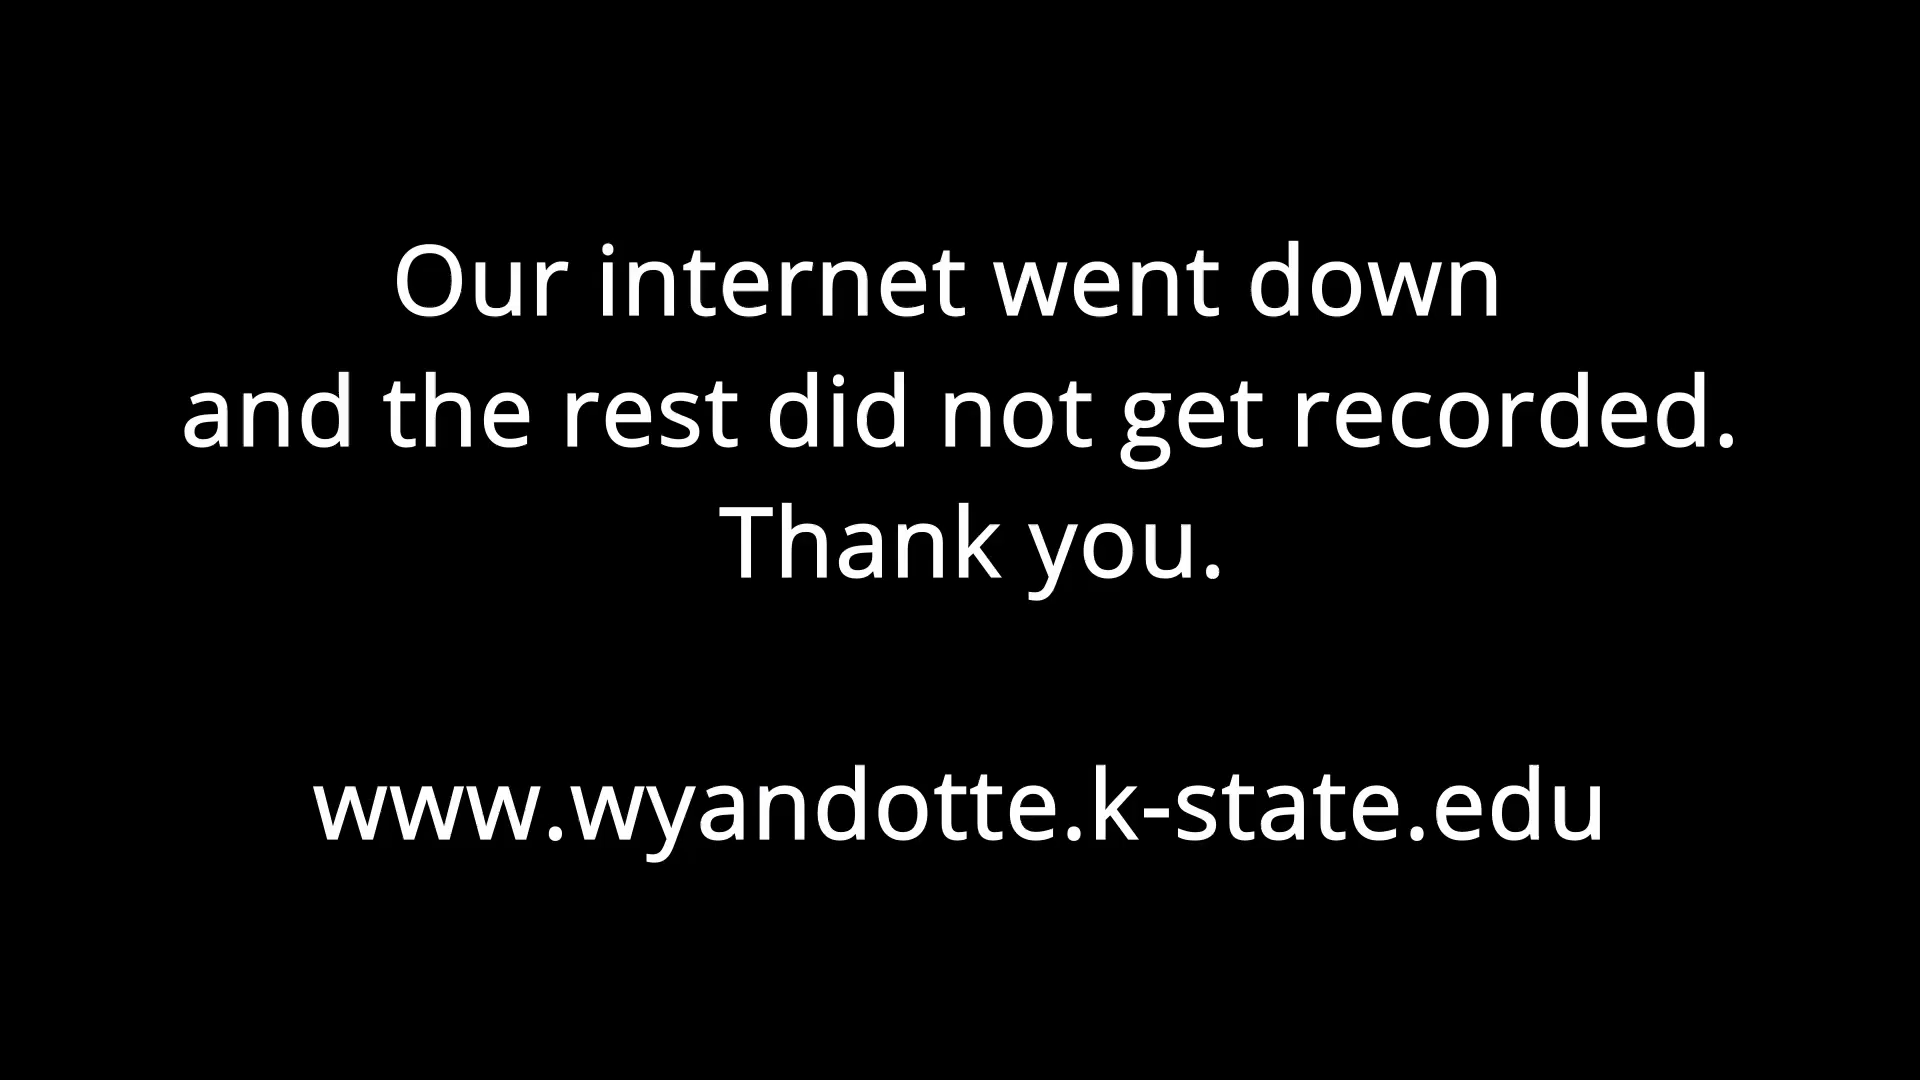 Our internet went down
and the rest did not get recorded.
Thank you.
www.wyandotte.k-state.edu